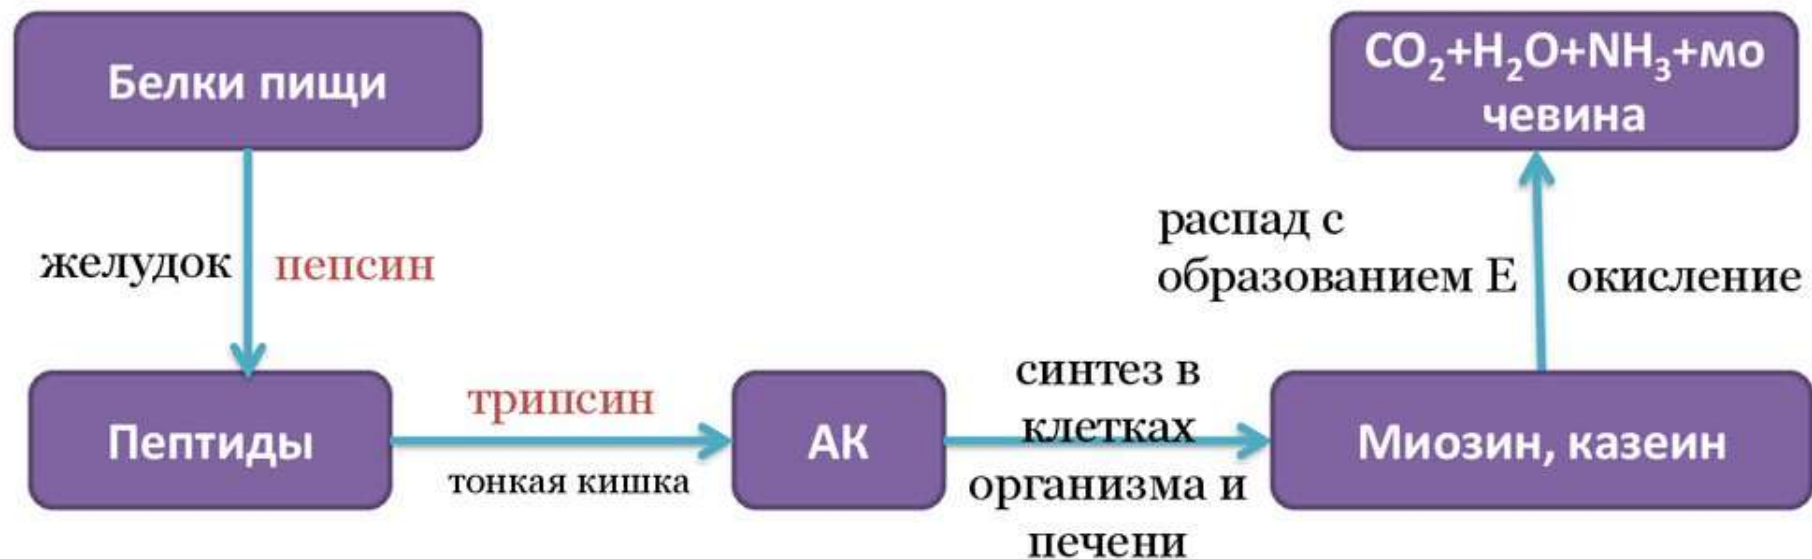 Белки пищи
желудок
пепсин
Пептиды
трипсин
тонкая кишка
АК
синтез в
клетках
организма и
печени
Миозин, казеин
распад с
образованием Е
окисление
CO₂+H₂O+NH₃+мо
чевина